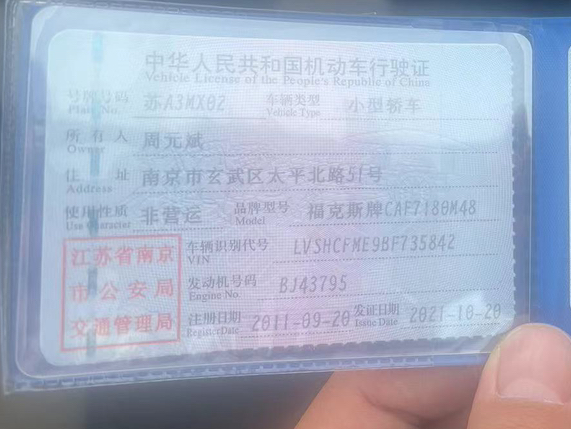 中华人民共和国机动车行驶证
Vehicle License of the People's Republic of China
号牌号码 苏A3MX02 车辆类型 小型轿车
Plate No. Vehicle Type
所有人 周元斌
Owner
住址 南京市玄武区太平北路51号
Address
使用性质 非营运 品牌型号 福克斯牌CAF7180M48
Use Character Model
江苏省南京
市公安局
交通管理局
车辆识别代号 LVSHCFME9BF735842
VIN
发动机号码 BJ43795
Engine No.
注册日期 2011-09-20 发证日期 2021-10-20
Register Date Issue Date